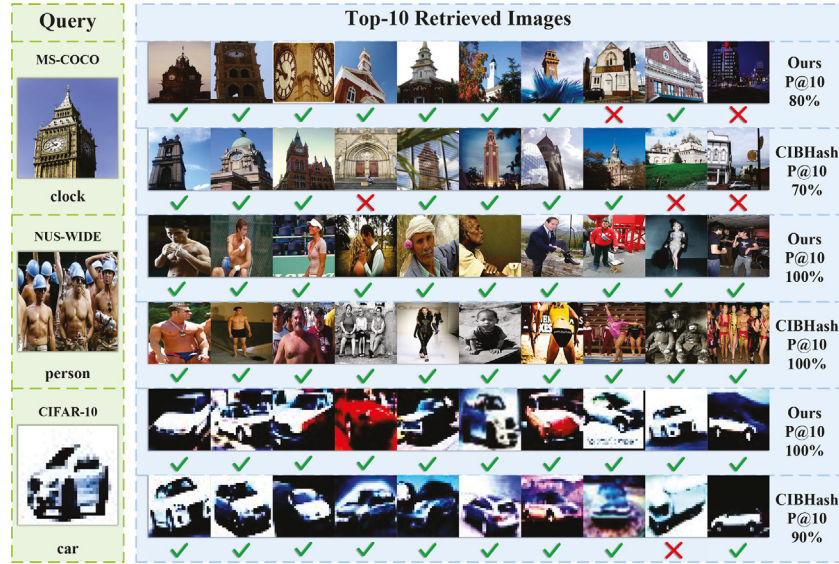 Query
Top-10 Retrieved Images
MS-COCO
clock
Ours
P@10
80%
CIBHash
P@10
70%
NUS-WIDE
person
Ours
P@10
100%
CIBHash
P@10
100%
CIFAR-10
car
Ours
P@10
100%
CIBHash
P@10
90%